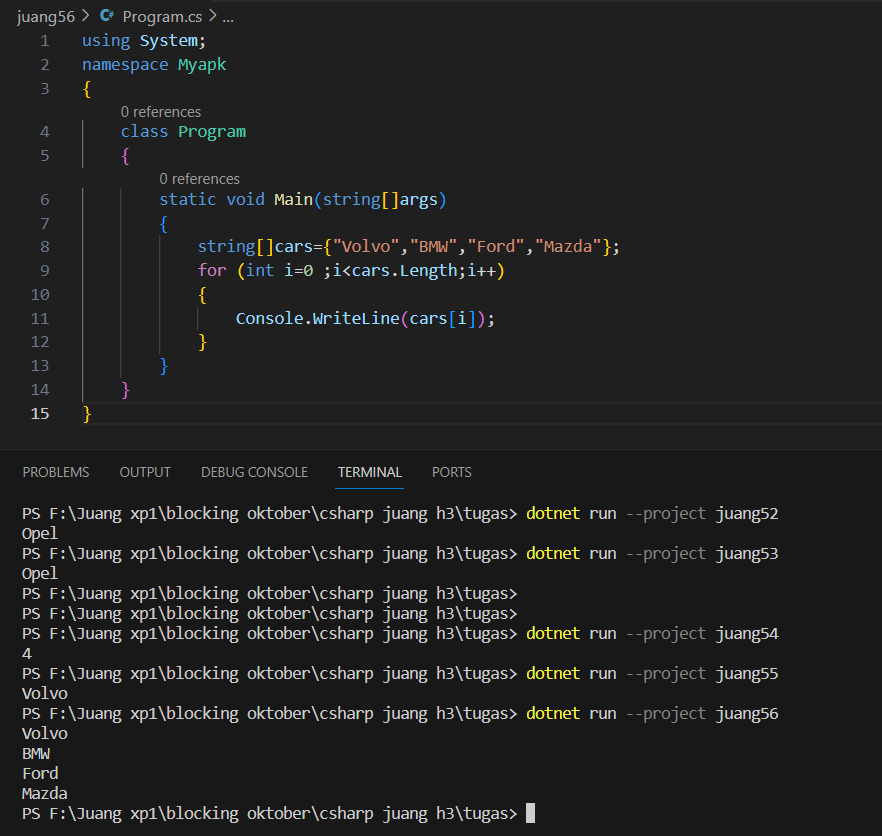 juang56 > C# Program.cs > ...
1 using System;
2 namespace Myapk
3 {
0 references
4 class Program
5 {
0 references
6 static void Main(string[]args)
7 {
8 string[]cars={"Volvo","BMW","Ford","Mazda"};
9 for (int i=0 ;i<cars.Length;i++)
10 {
11 Console.WriteLine(cars[i]);
12 }
13 }
14 }
15 }
PROBLEMS OUTPUT DEBUG CONSOLE TERMINAL PORTS
PS F:\Juang xp1\blocking oktober\csharp juang h3\tugas> dotnet run --project juang52
Opel
PS F:\Juang xp1\blocking oktober\csharp juang h3\tugas> dotnet run --project juang53
Opel
PS F:\Juang xp1\blocking oktober\csharp juang h3\tugas>
PS F:\Juang xp1\blocking oktober\csharp juang h3\tugas>
PS F:\Juang xp1\blocking oktober\csharp juang h3\tugas> dotnet run --project juang54
4
PS F:\Juang xp1\blocking oktober\csharp juang h3\tugas> dotnet run --project juang55
Volvo
PS F:\Juang xp1\blocking oktober\csharp juang h3\tugas> dotnet run --project juang56
Volvo
BMW
Ford
Mazda
PS F:\Juang xp1\blocking oktober\csharp juang h3\tugas>